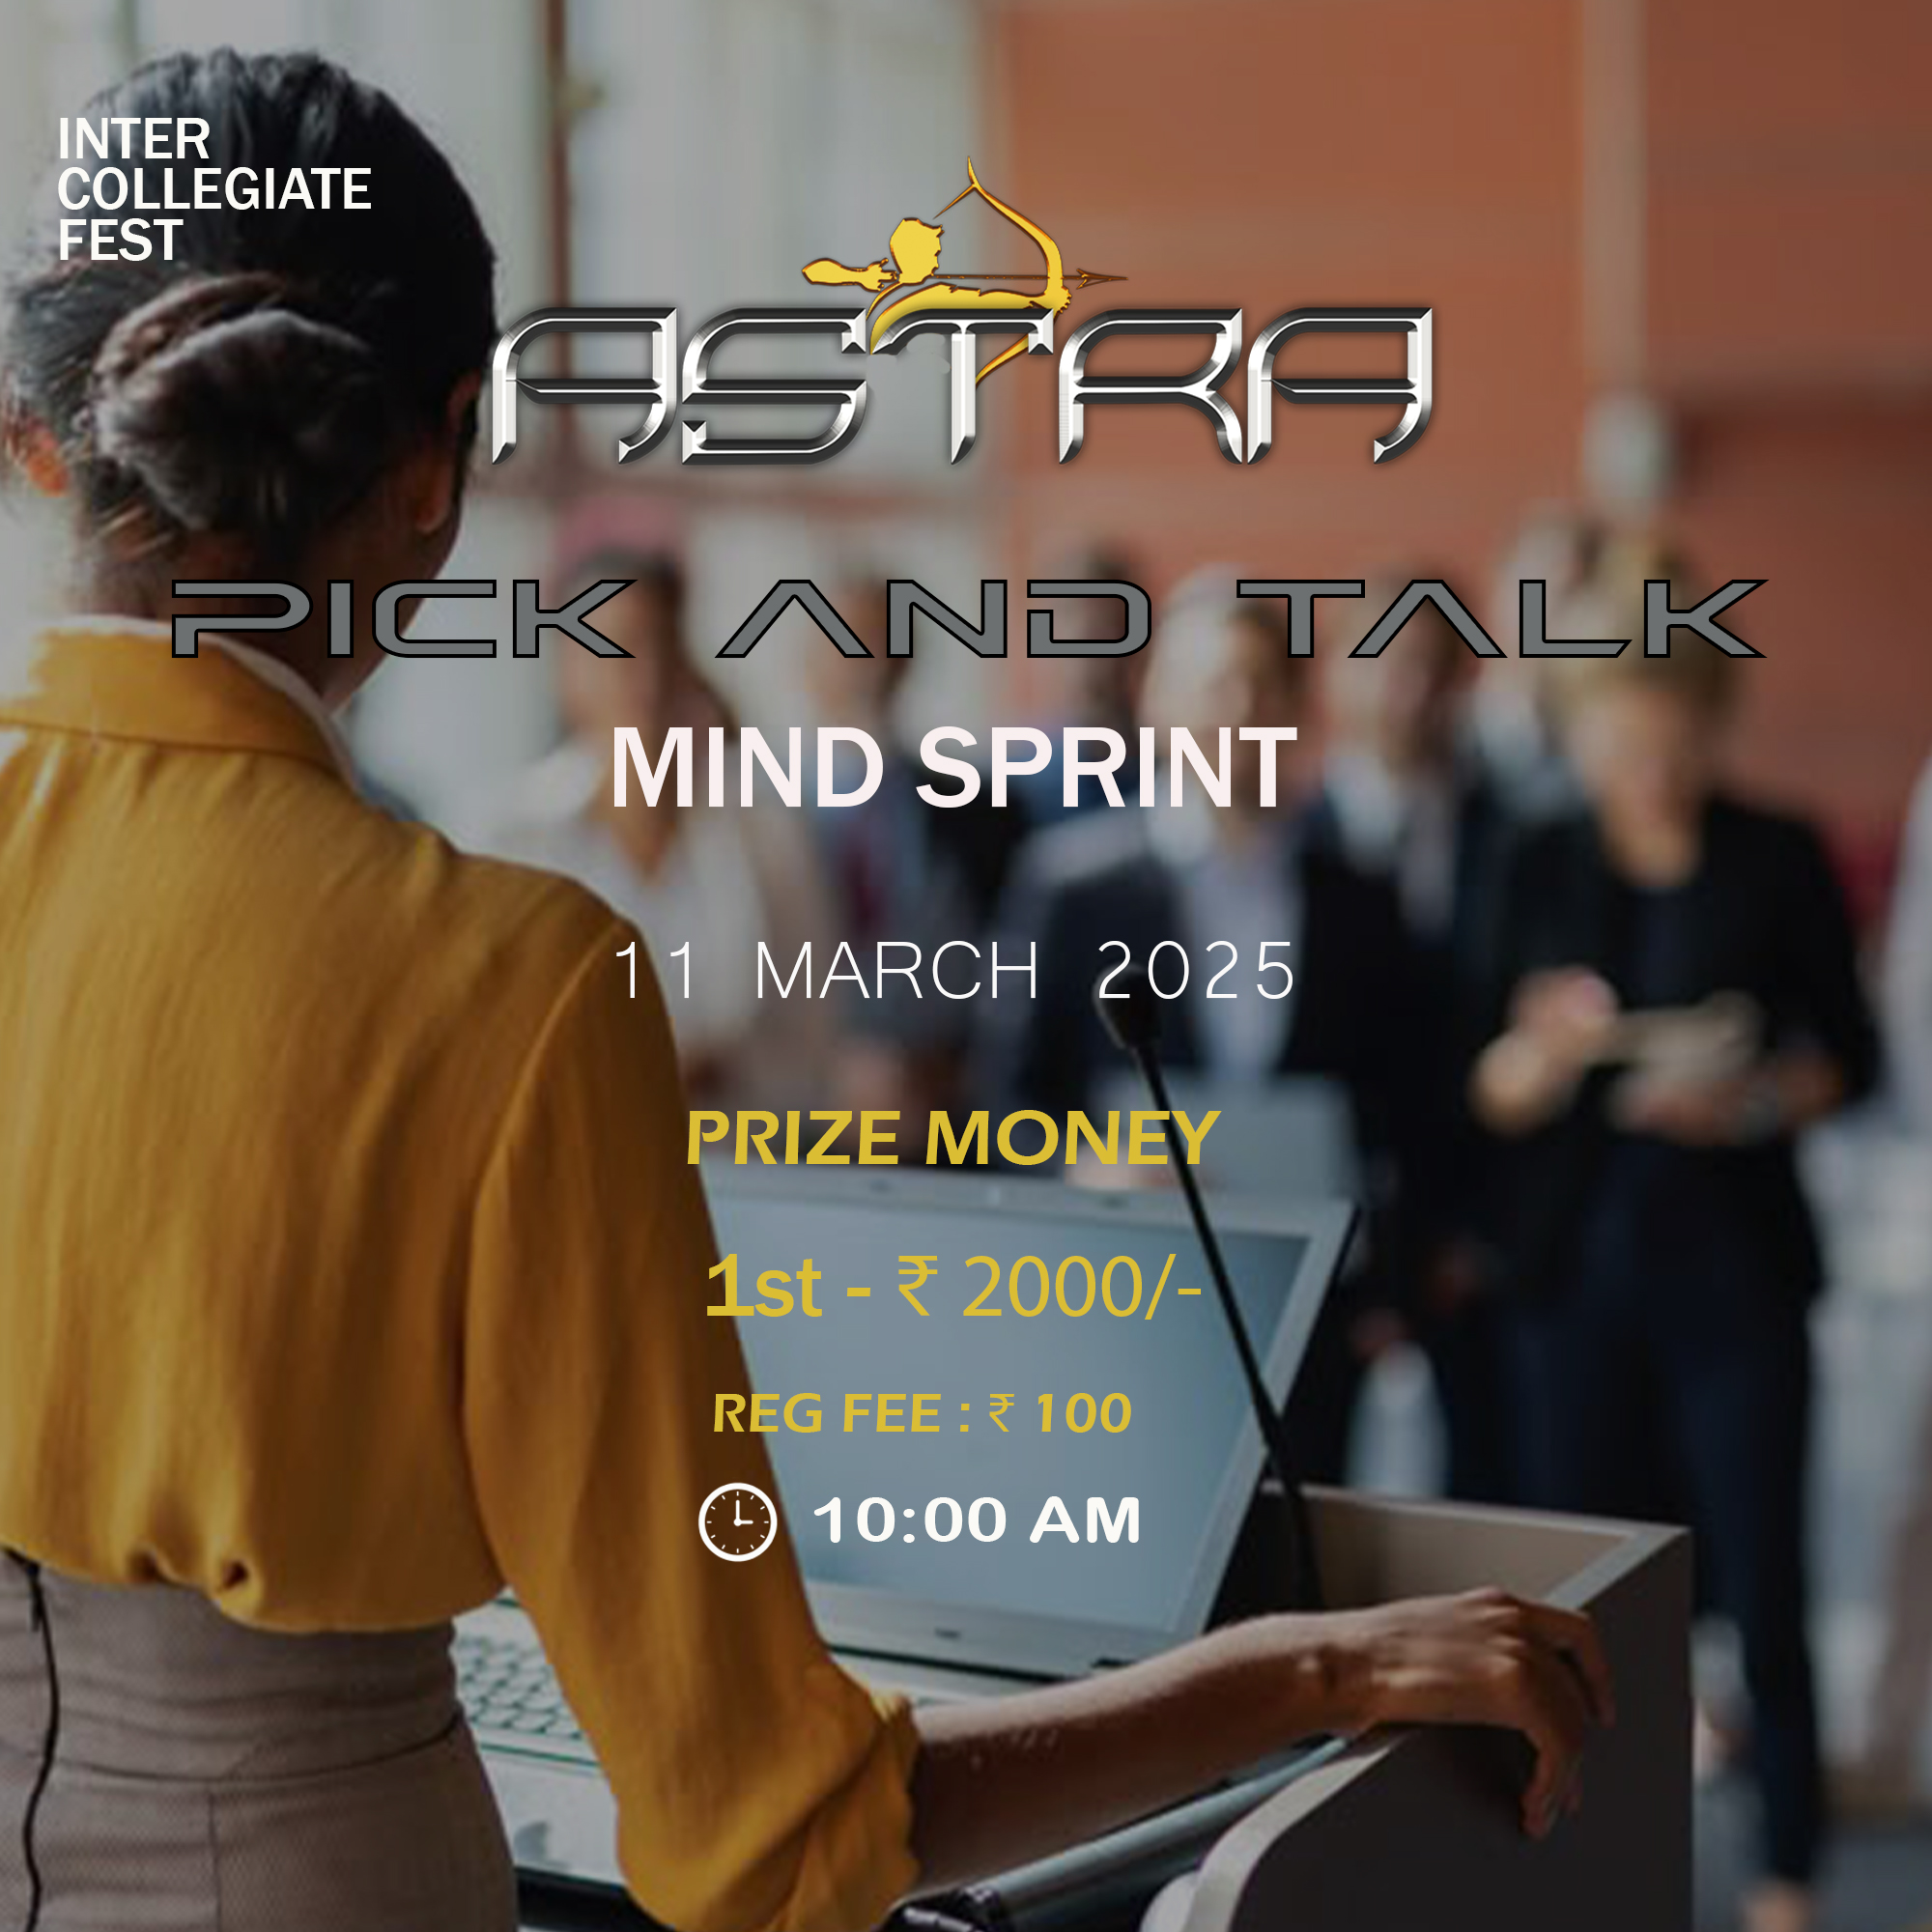 INTER
COLLEGIATE
FEST
ASTRA
PICK AND TALK
MIND SPRINT
11 MARCH 2025
PRIZE MONEY
1st - ₹ 2000/-
REG FEE : ₹ 100
10:00 AM